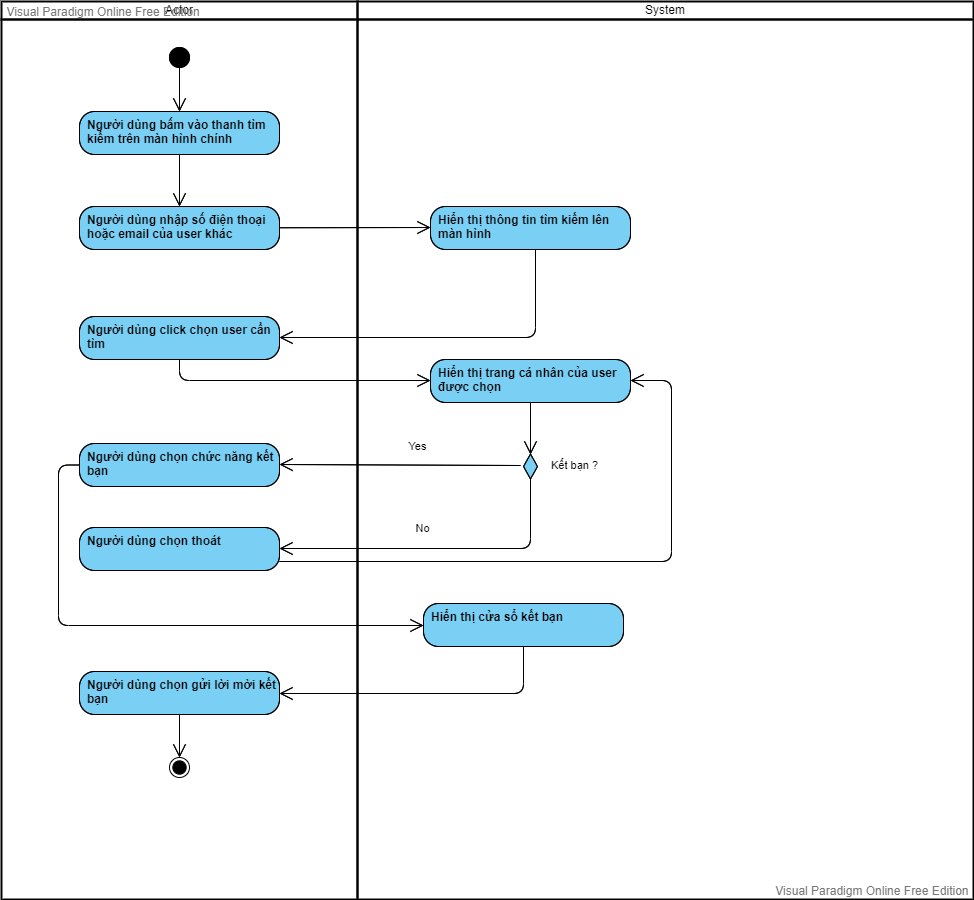 Visual Paradigm Online Free Edition
Actor
System
Người dùng bấm vào thanh tìm
kiếm trên màn hình chính
Người dùng nhập số điện thoại
hoặc email của user khác
Hiển thị thông tin tìm kiếm lên
màn hình
Người dùng click chọn user cần
tìm
Hiển thị trang cá nhân của user
được chọn
Yes
Người dùng chọn chức năng kết
bạn
Kết bạn ?
No
Người dùng chọn thoát
Hiển thị cửa sổ kết bạn
Người dùng chọn gửi lời mời kết
bạn
Visual Paradigm Online Free Edition